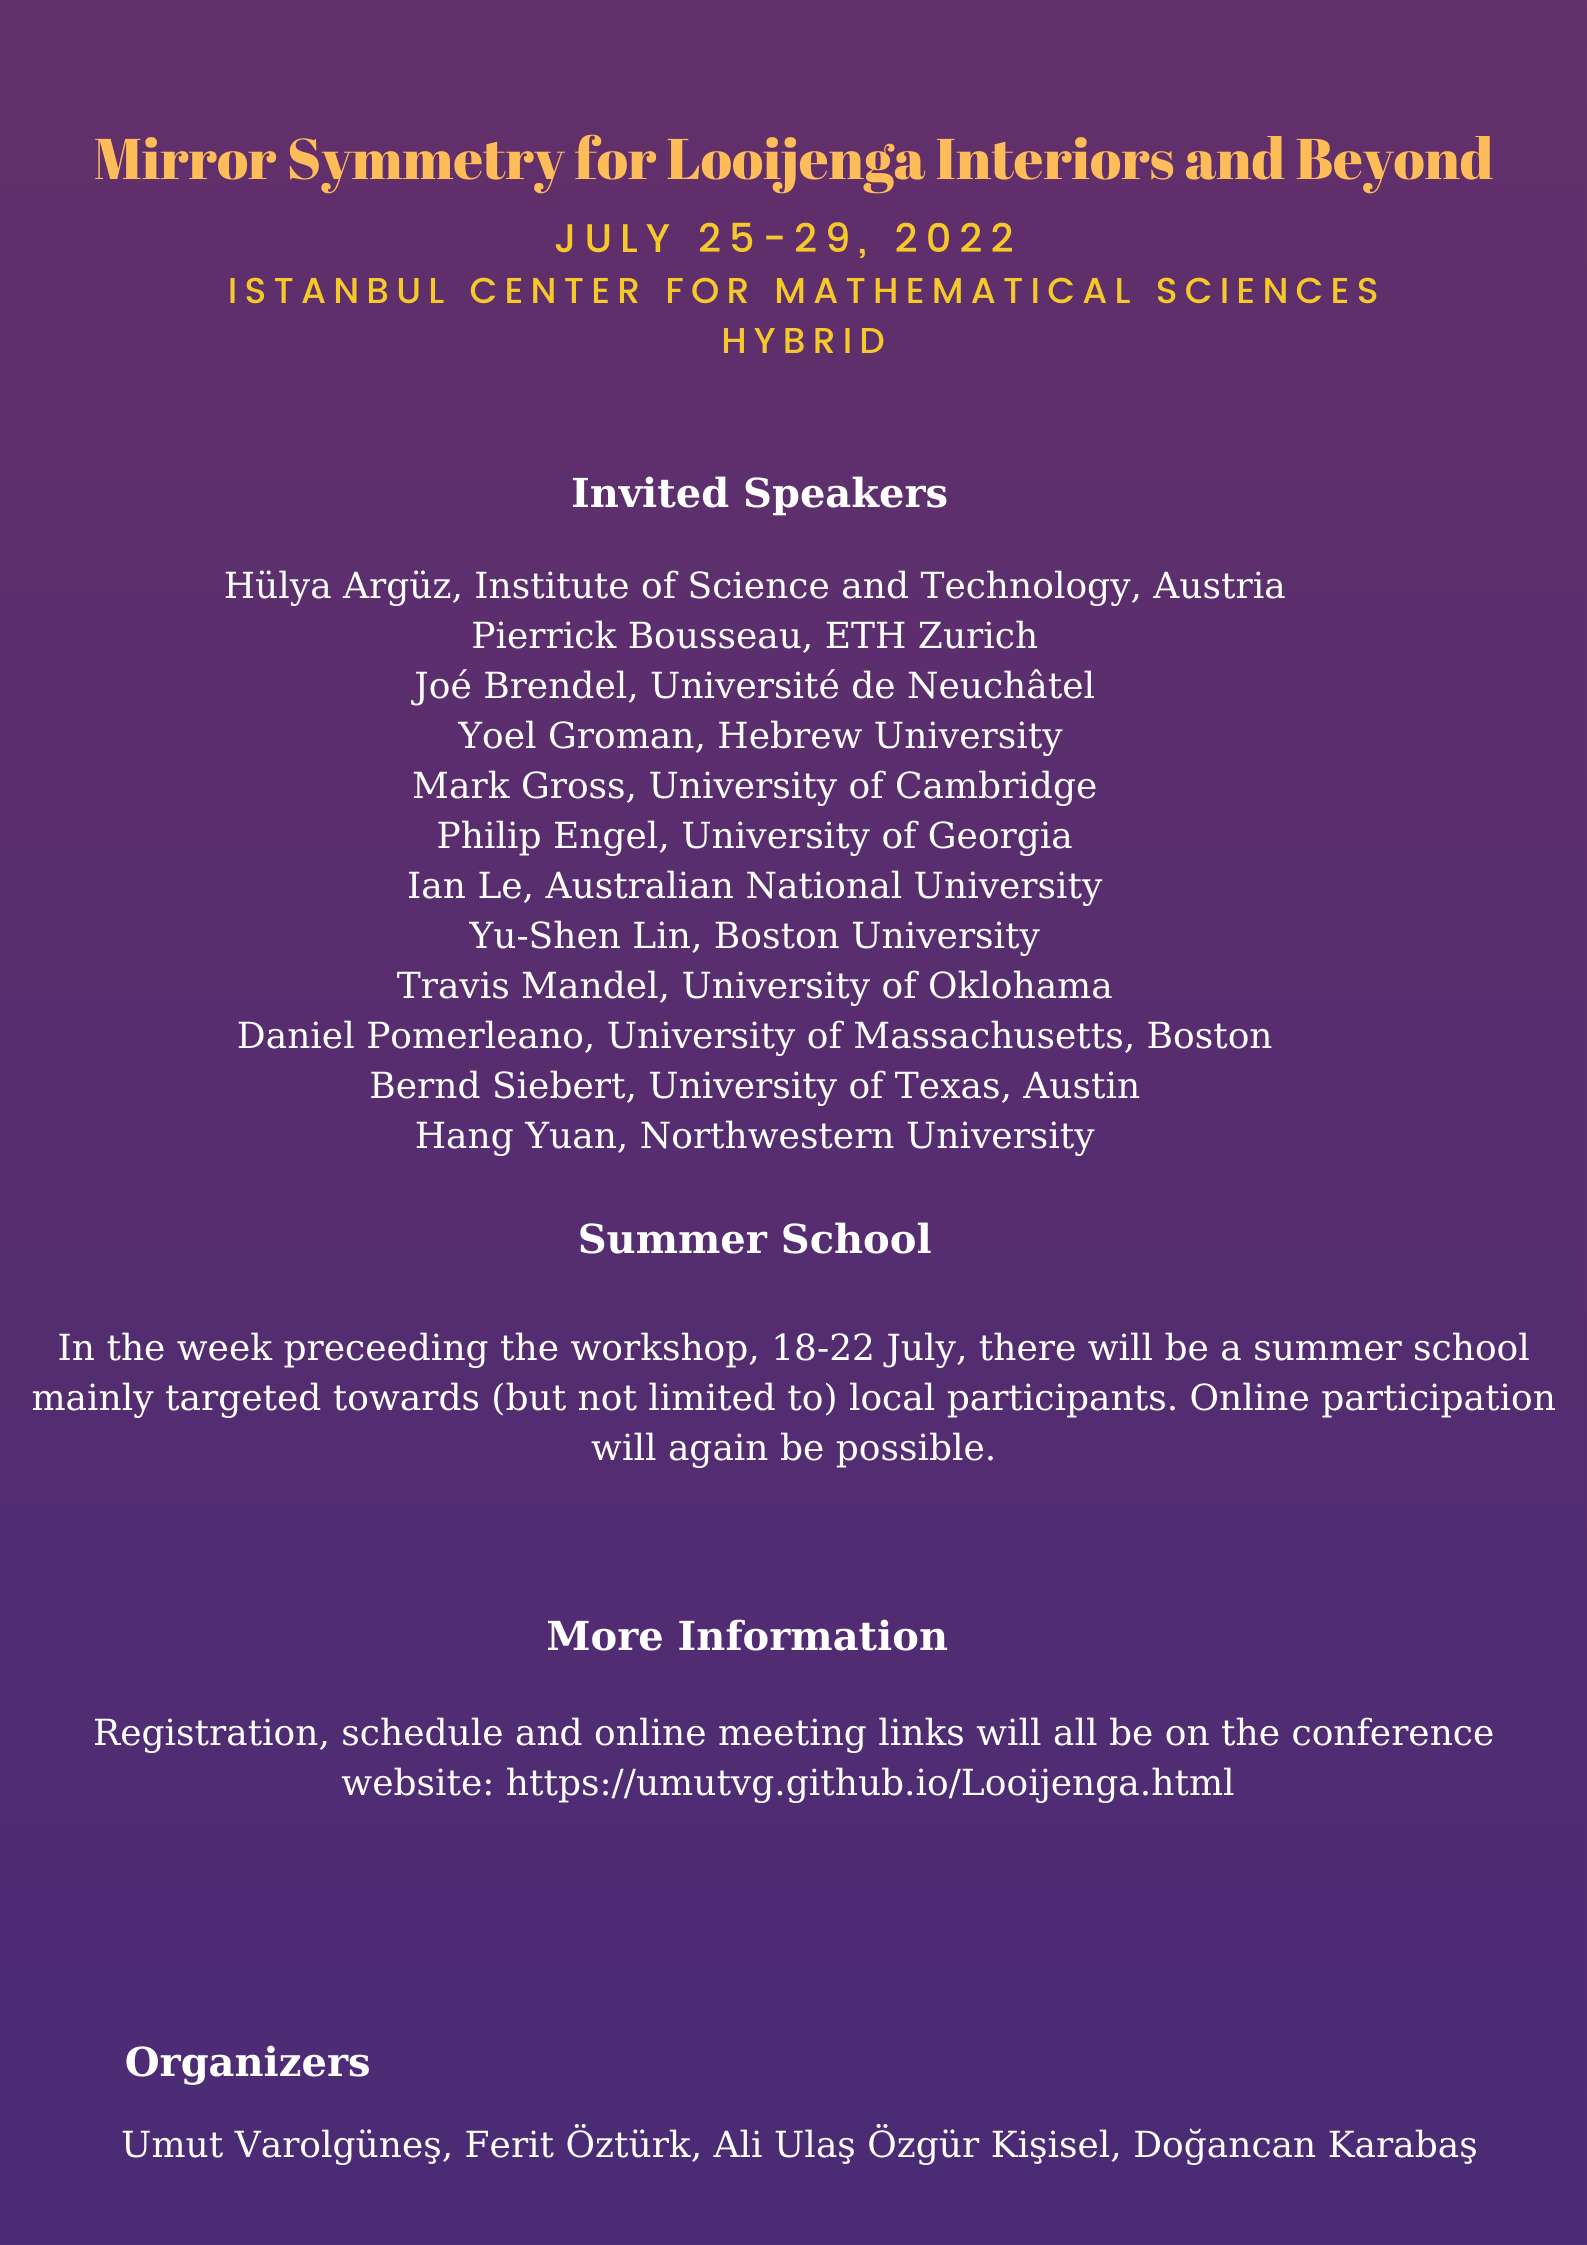 Mirror Symmetry for Looijenga Interiors and Beyond
JULY 25-29, 2022
ISTANBUL CENTER FOR MATHEMATICAL SCIENCES
HYBRID
Invited Speakers
Hülya Argüz, Institute of Science and Technology, Austria
Pierrick Bousseau, ETH Zurich
Joé Brendel, Université de Neuchâtel
Yoel Groman, Hebrew University
Mark Gross, University of Cambridge
Philip Engel, University of Georgia
Ian Le, Australian National University
Yu-Shen Lin, Boston University
Travis Mandel, University of Oklohama
Daniel Pomerleano, University of Massachusetts, Boston
Bernd Siebert, University of Texas, Austin
Hang Yuan, Northwestern University
Summer School
In the week preceeding the workshop, 18-22 July, there will be a summer school
mainly targeted towards (but not limited to) local participants. Online participation
will again be possible.
More Information
Registration, schedule and online meeting links will all be on the conference
website: https://umutvg.github.io/Looijenga.html
Organizers
Umut Varolgüneş, Ferit Öztürk, Ali Ulaş Özgür Kişisel, Doğancan Karabaş